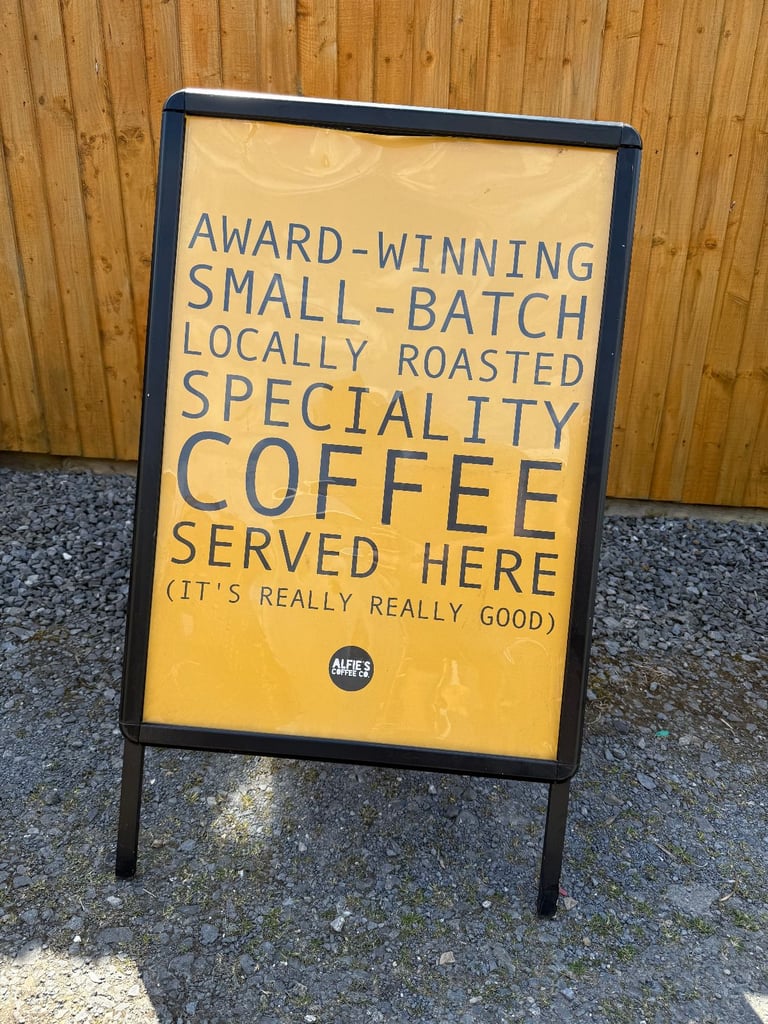 AWARD-WINNING
SMALL-BATCH
LOCALLY ROASTED
SPECIALITY
COFFEE
SERVED HERE
(IT'S REALLY REALLY GOOD)
ALFIE'S
COFFEE CO.